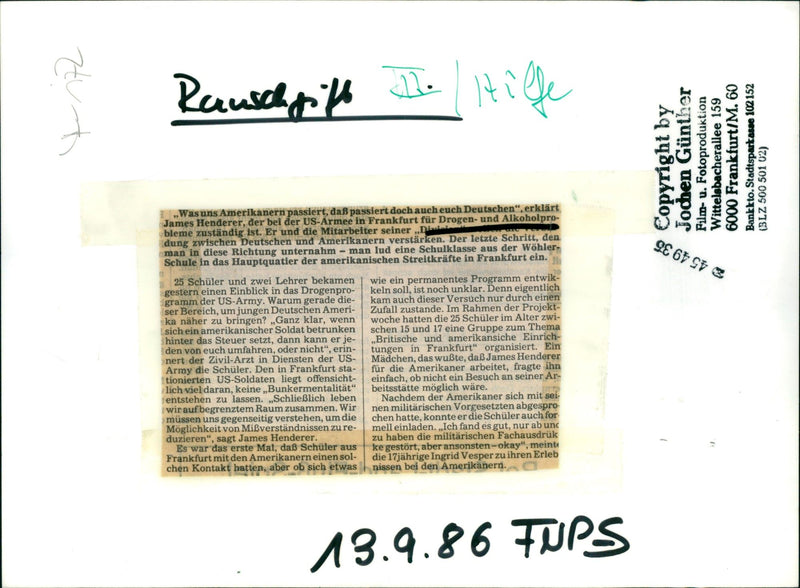 Rauschgift III. / Hilfe
Copyright by
Jochen Günther
Film- u. Fotoproduktion
Wittelsbacherallee 159
6000 Frankfurt/M. 60
Bankkto. Stadtsparkasse 102152
(BLZ 500 501 02)
☎ 45 49 36
„Was uns Amerikanern passiert, daß passiert doch auch euch Deutschen“, erklärt
James Henderer, der bei der US-Armee in Frankfurt für Drogen- und Alkoholpro-
bleme zuständig ist. Er und die Mitarbeiter seiner
dung zwischen Deutschen und Amerikanern verstärken. Der letzte Schritt, den
man in diese Richtung unternahm – man lud eine Schulklasse aus der Wöhler-
Schule in das Hauptquatier der amerikanischen Streitkräfte in Frankfurt ein.
25 Schüler und zwei Lehrer bekamen
gestern einen Einblick in das Drogenpro-
gramm der US-Army. Warum gerade die-
ser Bereich, um jungen Deutschen Ameri-
ka näher zu bringen? „Ganz klar, wenn
sich ein amerikanischer Soldat betrunken
hinter das Steuer setzt, dann kann er je-
den von euch umfahren, oder nicht“, erin-
nert der Zivil-Arzt in Diensten der US-
Army die Schüler. Den in Frankfurt sta-
tionierten US-Soldaten liegt offensicht-
lich viel daran, keine „Bunkermentalität“
entstehen zu lassen. „Schließlich leben
wir auf begrenztem Raum zusammen. Wir
müssen uns gegenseitig verstehen, um die
Möglichkeit von Mißverständnissen zu re-
duzieren“, sagt James Henderer.
Es war das erste Mal, daß Schüler aus
Frankfurt mit den Amerikanern einen sol-
chen Kontakt hatten, aber ob sich etwas
wie ein permanentes Programm entwik-
keln soll, ist noch unklar. Denn eigentlich
kam auch dieser Versuch nur durch einen
Zufall zustande. Im Rahmen der Projekt-
woche hatten die 25 Schüler im Alter zwi-
schen 15 und 17 eine Gruppe zum Thema
„Britische und amerikansiche Einrich-
tungen in Frankfurt“ organisiert. Ein
Mädchen, das wußte, daß James Henderer
für die Amerikaner arbeitet, fragte ihn
einfach, ob nicht ein Besuch an seiner Ar-
beitsstätte möglich wäre.
Nachdem der Amerikaner sich mit sei-
nen militärischen Vorgesetzten abgespro-
chen hatte, konnte er die Schüler auch for-
mell einladen. „Ich fand es gut, nur ab und
zu haben die militärischen Fachausdrük
ke gestört, aber ansonsten – okay“, meinte
die 17jährige Ingrid Vesper zu ihren Erleb
nissen bei den Amerikanern.
13.9.86 FNPS